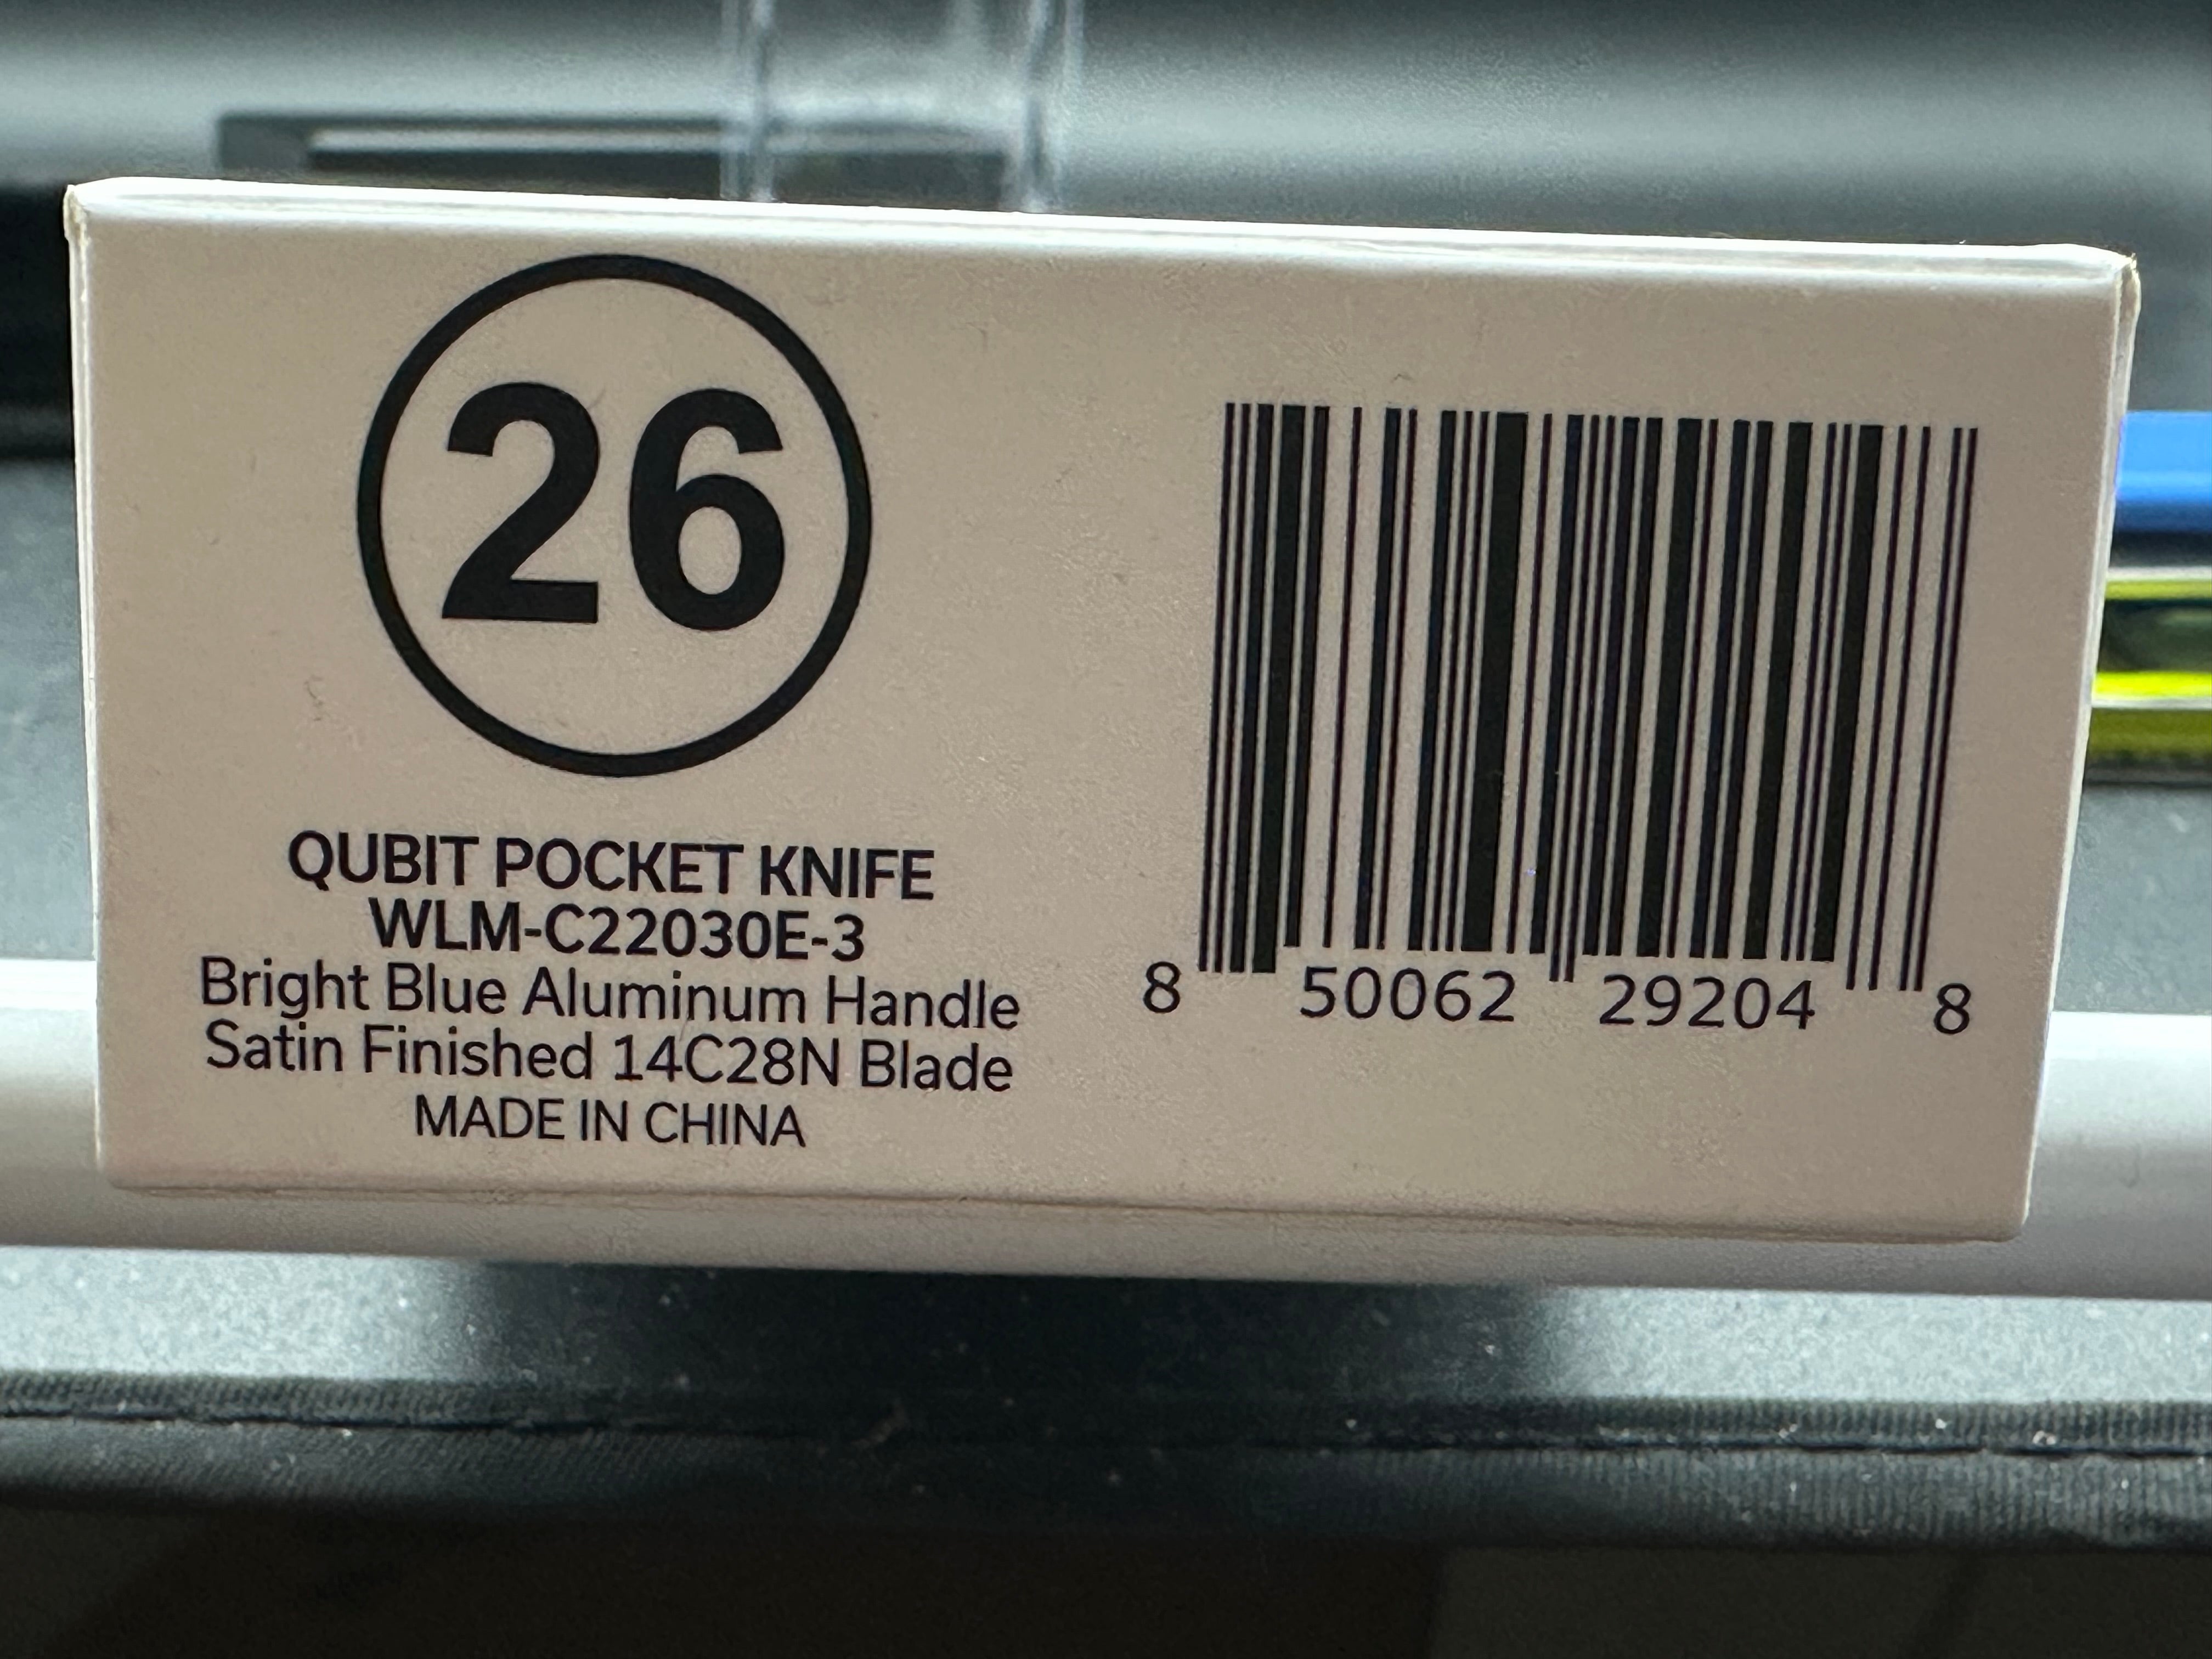 26
QUBIT POCKET KNIFE
WLM-C22030E-3
Bright Blue Aluminum Handle
Satin Finished 14C28N Blade
MADE IN CHINA
8 50062 29204 8